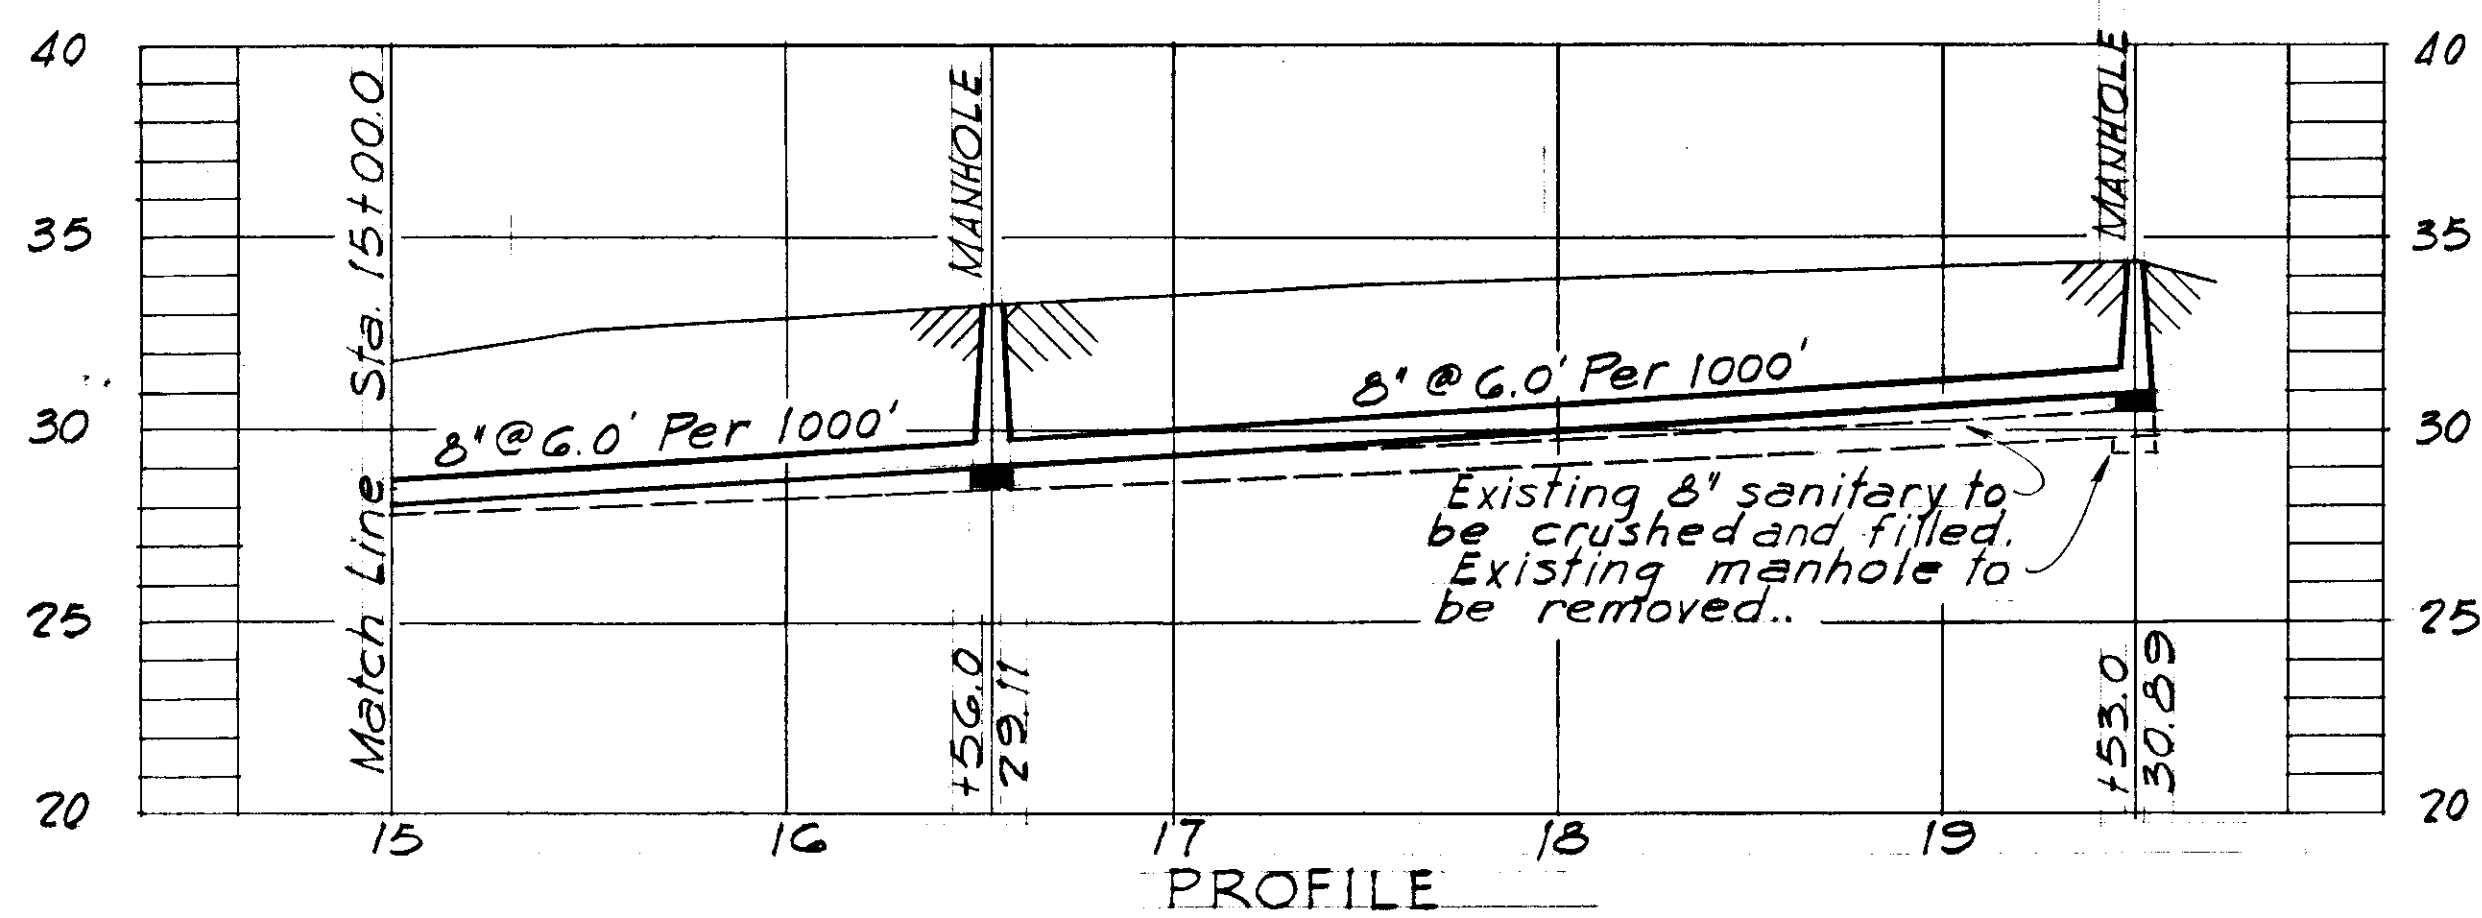 40
35
30
25
20
Match Line Sta. 15+00.0
MANHOLE
MANHOLE
40
35
30
25
20
8" @ 6.0' Per 1000'
8" @ 6.0' Per 1000'
Existing 8" sanitary to
be crushed and filled.
Existing manhole to
be removed..
+56.0
29.11
+53.0
30.89
15
16
17
18
19
PROFILE